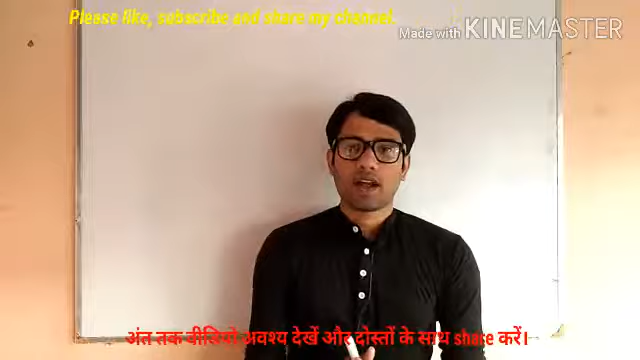 Please like, subscribe and share my channel.
Made with KINEMASTER
अंत तक वीडियो अवश्य देखें और दोस्तों के साथ share करें।